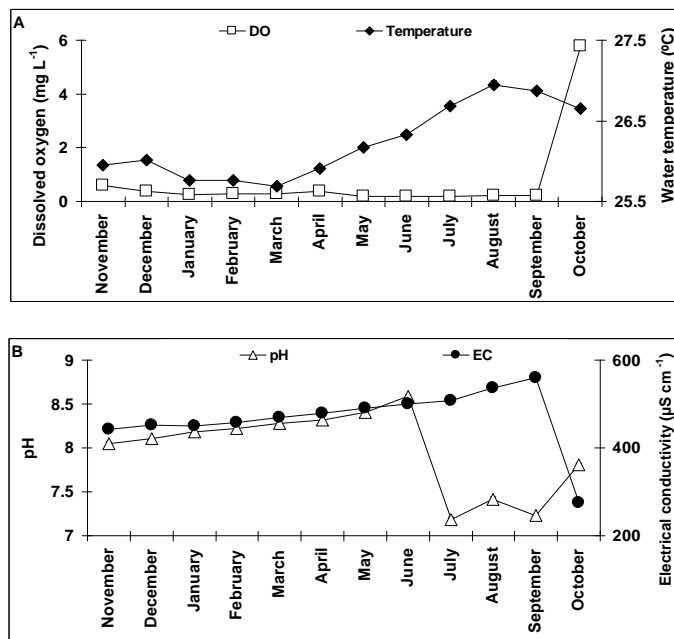 A
DO Temperature
Dissolved oxygen (mg L-1)
6
4
2
0
Water temperature (ºC)
27.5
26.5
25.5
November
December
January
February
March
April
May
June
July
August
September
October
B
pH EC
pH
9
8.5
8
7.5
7
Electrical conductivity (µS cm-1)
600
400
200
November
December
January
February
March
April
May
June
July
August
September
October